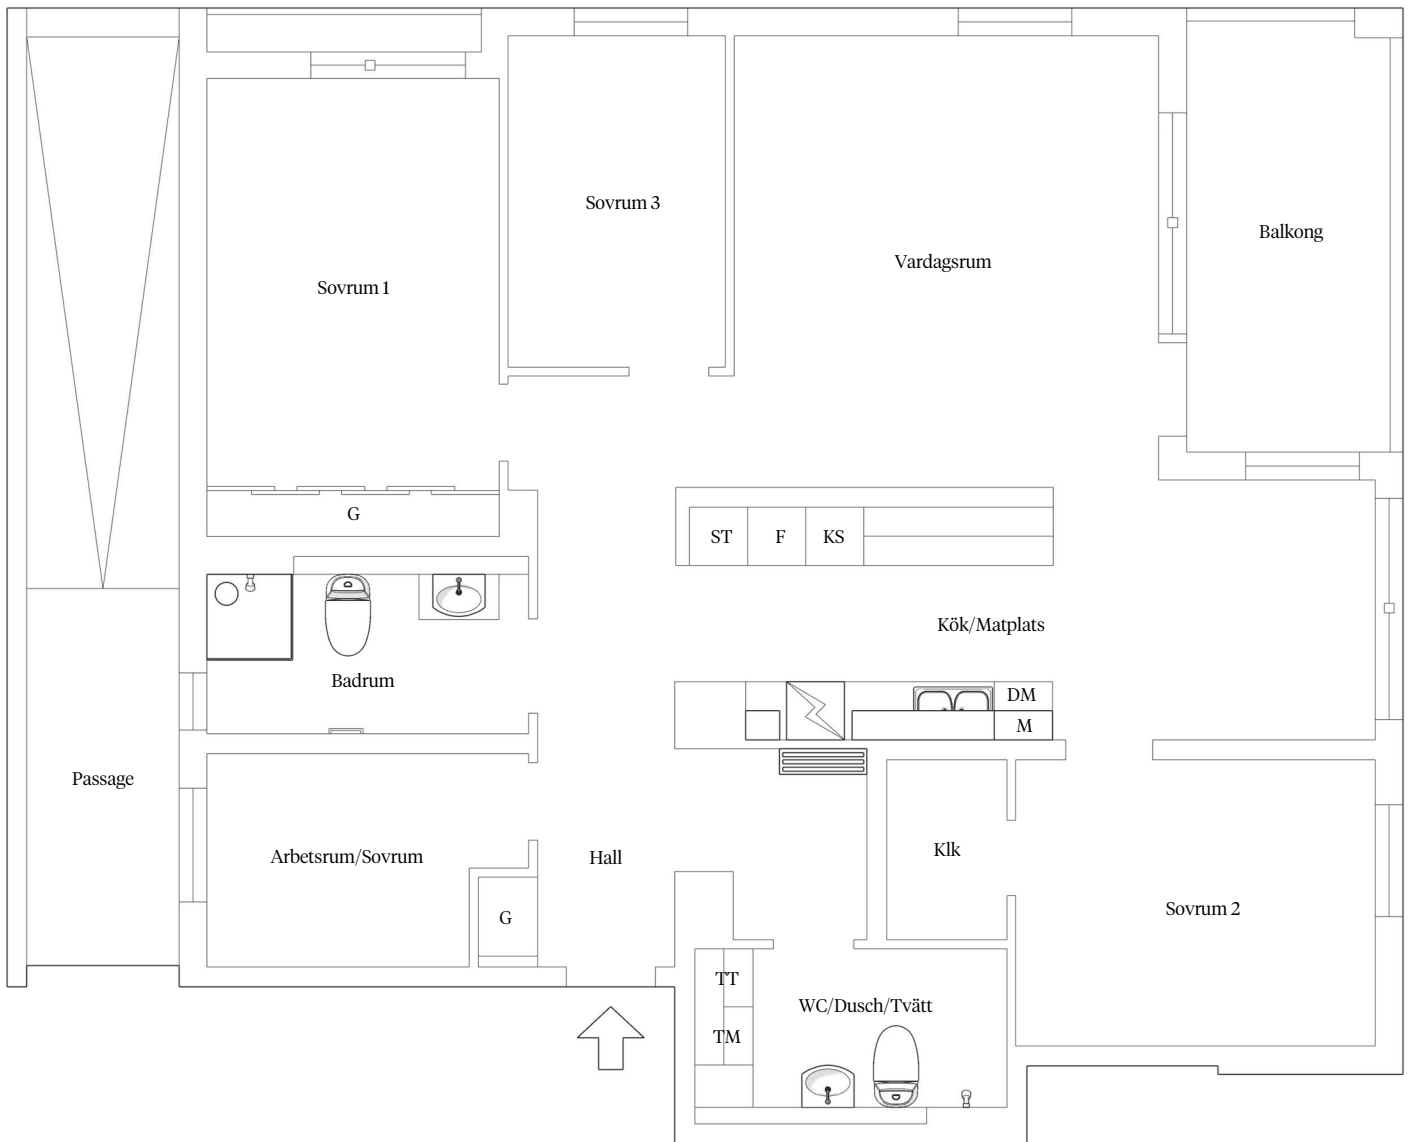 Sovrum 3
Balkong
Vardagsrum
Sovrum 1
G
ST
F
KS
Kök/Matplats
Badrum
DM
M
Passage
Arbetsrum/Sovrum
Hall
Klk
G
Sovrum 2
TT
WC/Dusch/Tvätt
TM